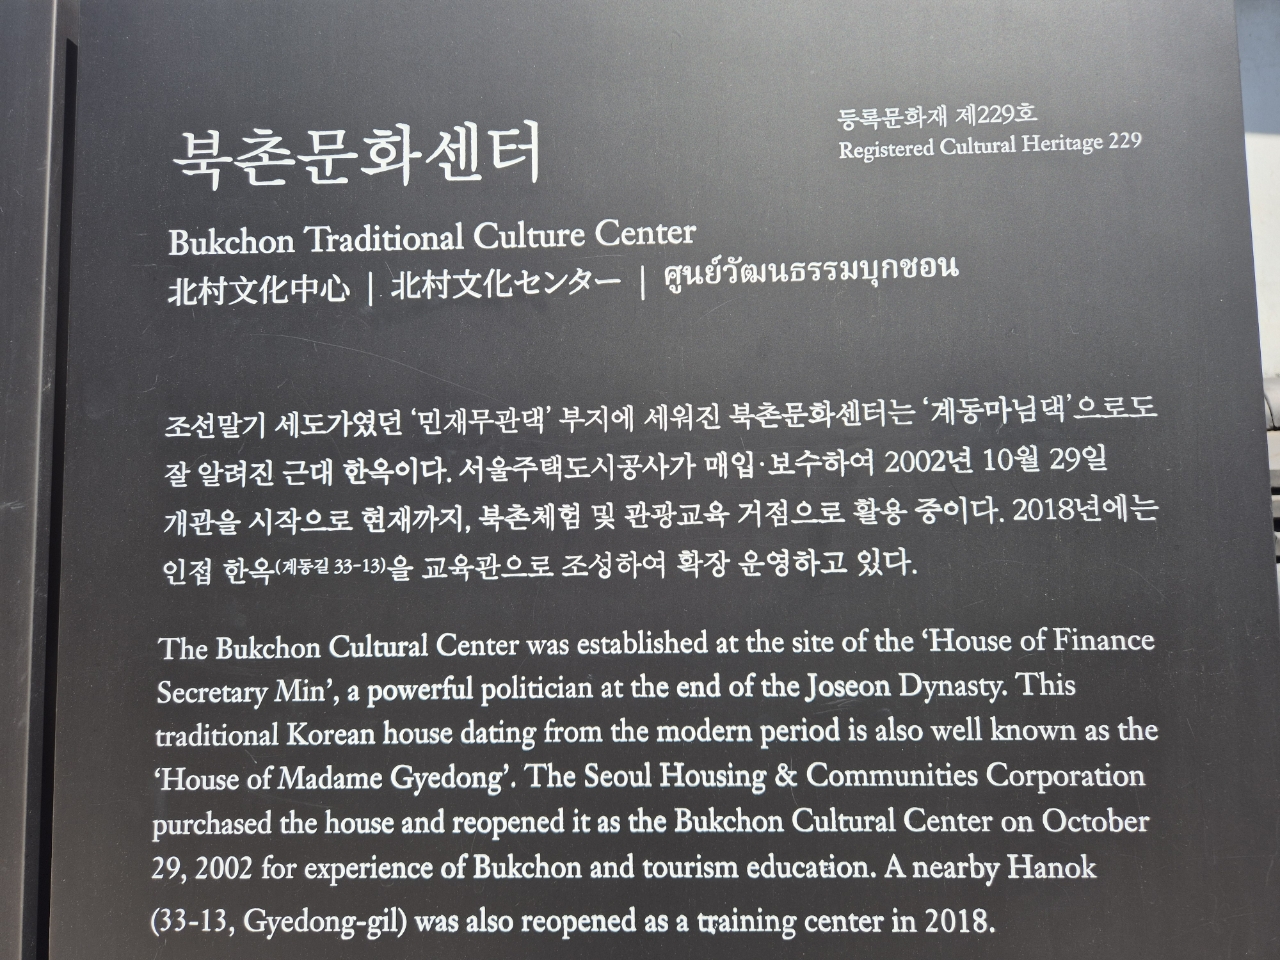 북촌문화센터
등록문화재 제229호
Registered Cultural Heritage 229
Bukchon Traditional Culture Center
北村文化中心 | 北村文化センター | ศูนย์วัฒนธรรมบุกชอน
조선말기 세도가였던 ‘민재무관댁’ 부지에 세워진 북촌문화센터는 ‘계동마님댁’으로도
잘 알려진 근대 한옥이다. 서울주택도시공사가 매입·보수하여 2002년 10월 29일
개관을 시작으로 현재까지, 북촌체험 및 관광교육 거점으로 활용 중이다. 2018년에는
인접 한옥(계동길 33-13)을 교육관으로 조성하여 확장 운영하고 있다.
The Bukchon Cultural Center was established at the site of the ‘House of Finance
Secretary Min’, a powerful politician at the end of the Joseon Dynasty. This
traditional Korean house dating from the modern period is also well known as the
‘House of Madame Gyedong’. The Seoul Housing & Communities Corporation
purchased the house and reopened it as the Bukchon Cultural Center on October
29, 2002 for experience of Bukchon and tourism education. A nearby Hanok
(33-13, Gyedong-gil) was also reopened as a training center in 2018.